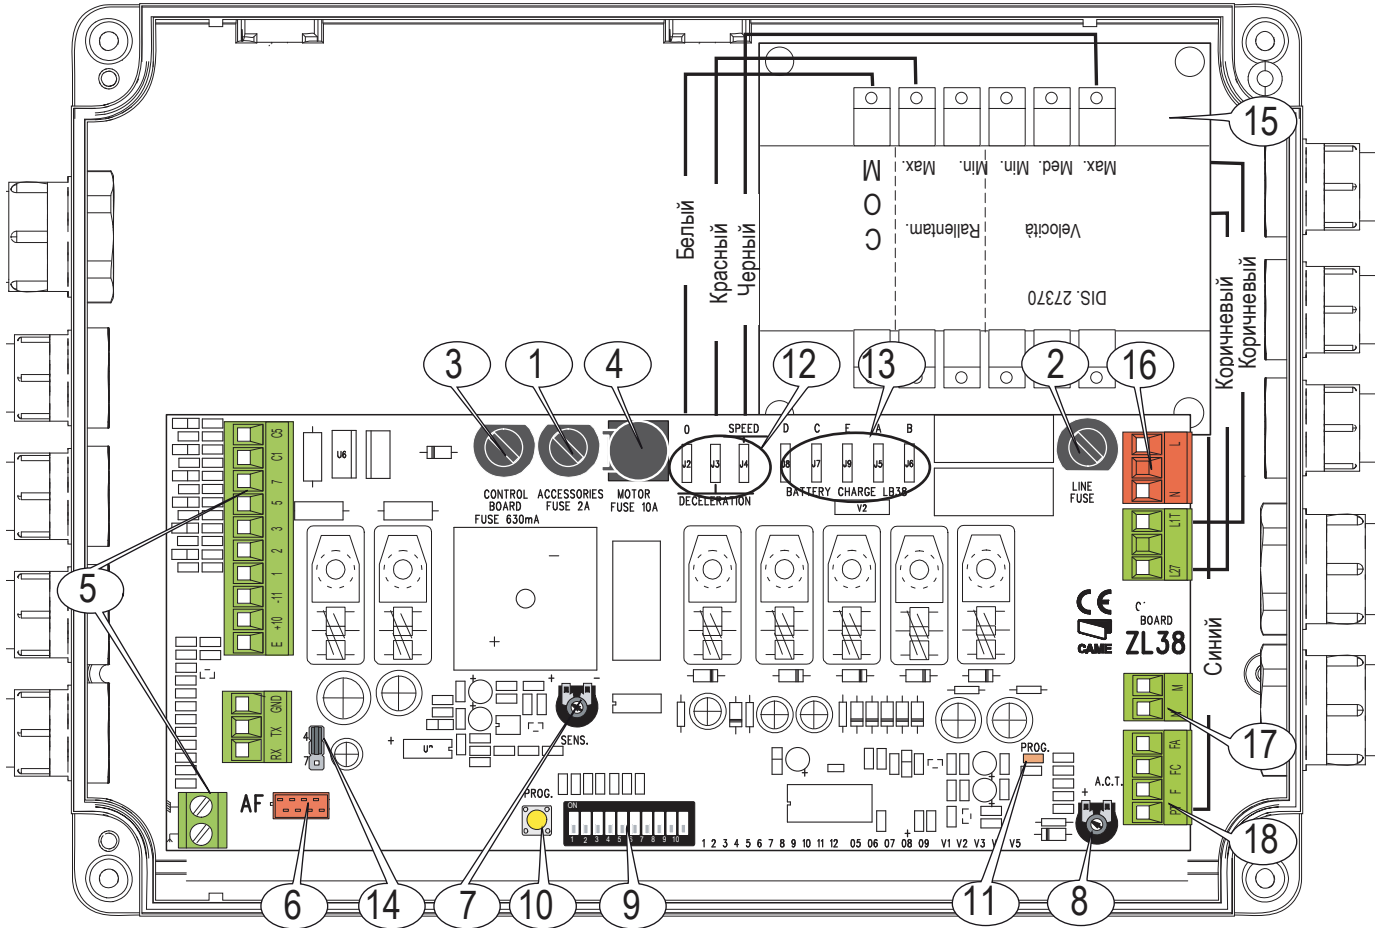 15
M
O
C
Max.
Min.
Min.
Med.
Max.
Rallentam.
Velocità
DIS. 27370
Белый
Красный
Черный
Коричневый
Коричневый
Синий
3
1
4
12
13
2
16
O
SPEED
D
C
F
A
B
J2
J3
J4
J8
J7
J9
J5
J6
DECELERATION
BATTERY CHARGE LB38
V2
CONTROL
BOARD
FUSE 630mA
ACCESSORIES
FUSE 2A
MOTOR
FUSE 10A
LINE
FUSE
U6
C5
C1
7
5
3
2
1
-11
+10
E
5
L
N
L1T
L2T
CE
CAME
BOARD
ZL38
GND
TX
RX
4
7
SENS.
AF
PROG.
ON
1 2 3 4 5 6 7 8 9 10
1 2 3 4 5 6 7 8 9 10 11 12
05 06 07 08 09
V1 V2 V3 V5
PROG.
A.C.T.
M
FA
FC
F
17
18
6
14
7
10
9
11
8